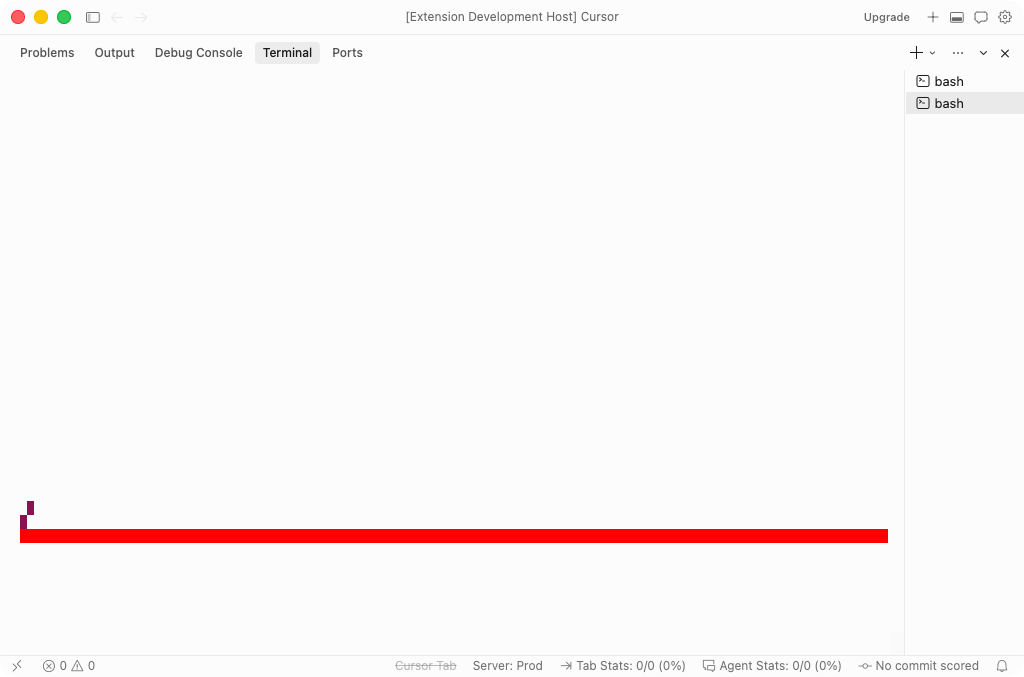 [Extension Development Host] Cursor
Upgrade
Problems Output Debug Console Terminal Ports
bash
bash
0 0 Cursor Tab Server: Prod Tab Stats: 0/0 (0%) Agent Stats: 0/0 (0%) No commit scored